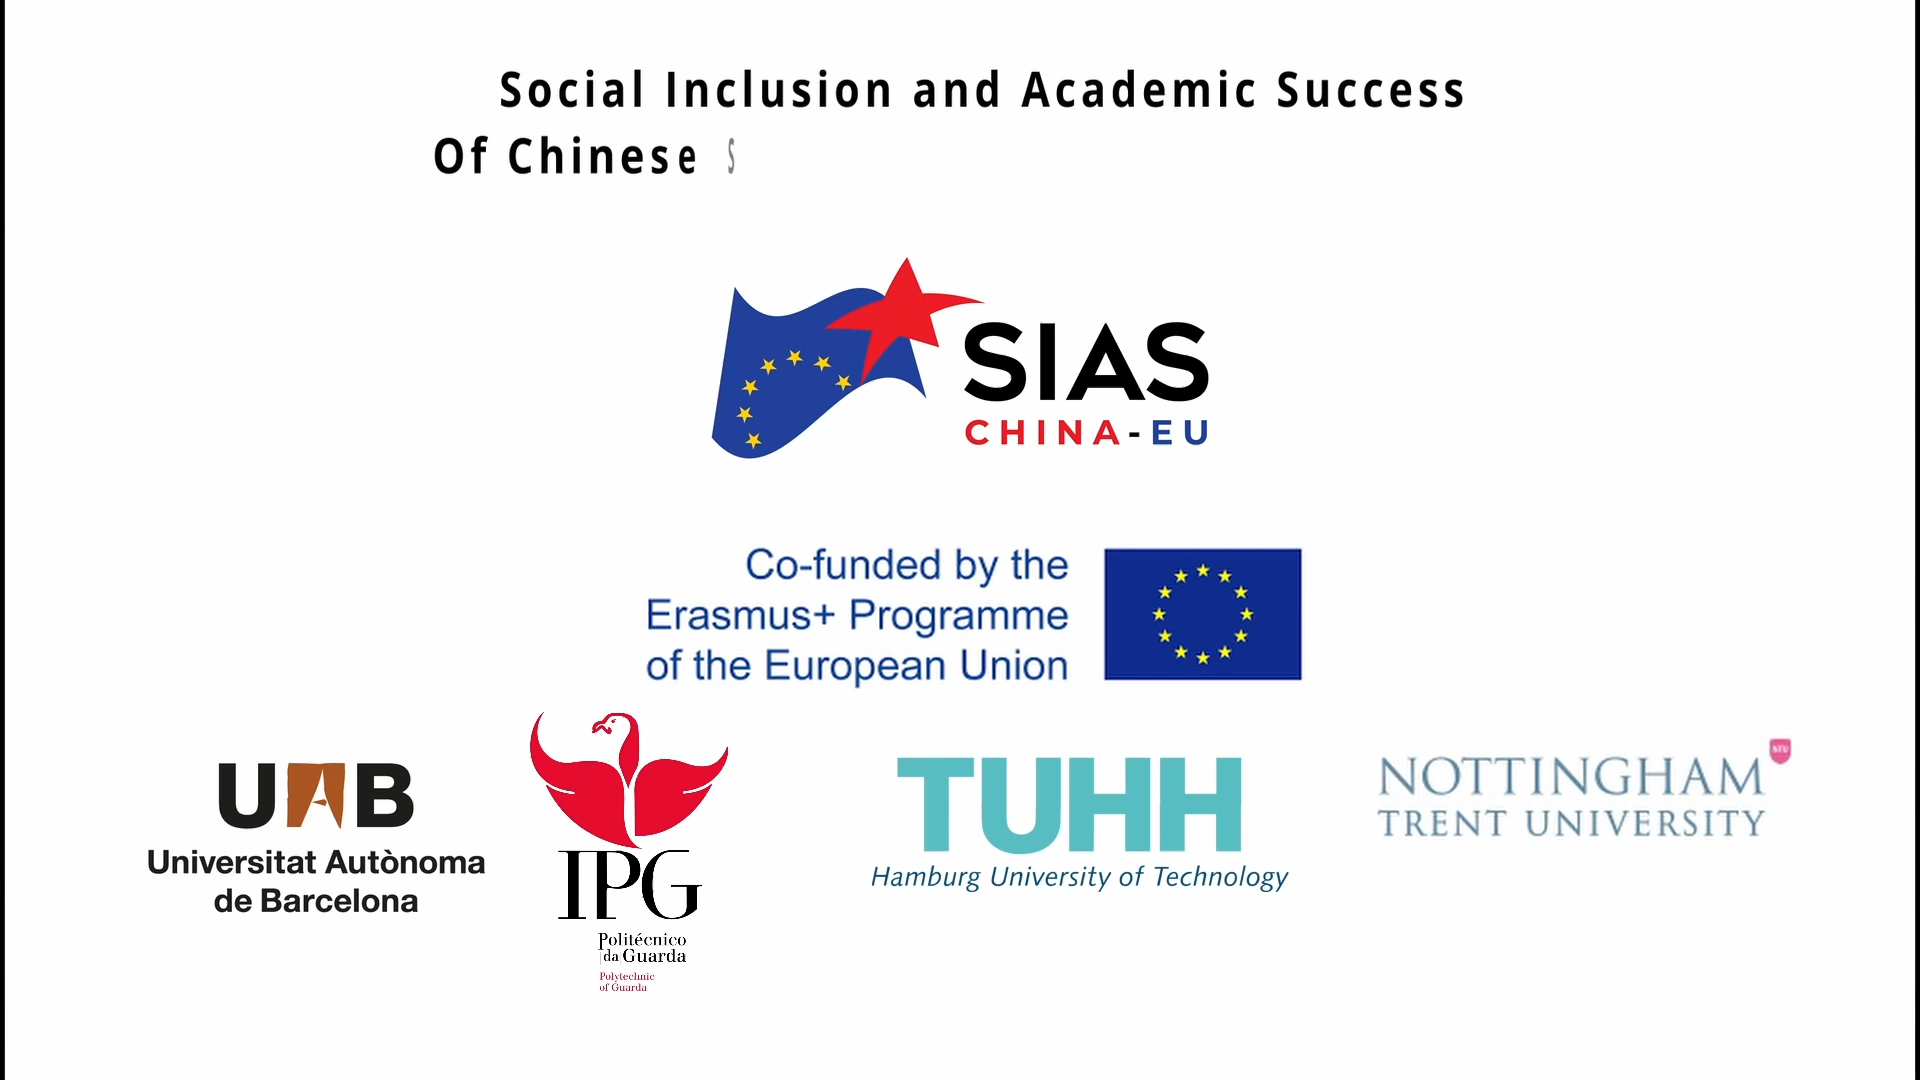 Social Inclusion and Academic Success
Of Chinese S
SIAS
CHINA-EU
Co-funded by the
Erasmus+ Programme
of the European Union
UAB
Universitat Autònoma
de Barcelona
IPG
Politécnico
da Guarda
Polytechnic
of Guarda
TUHH
Hamburg University of Technology
NTU
NOTTINGHAM
TRENT UNIVERSITY